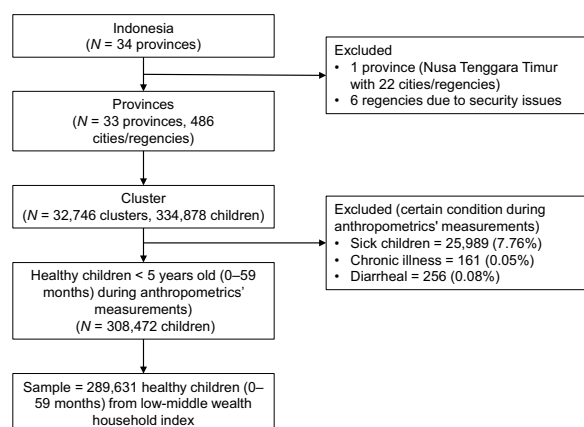 Indonesia
(N = 34 provinces)
Excluded
• 1 province (Nusa Tenggara Timur
with 22 cities/regencies)
• 6 regencies due to security issues
Provinces
(N = 33 provinces, 486
cities/regencies)
Cluster
(N = 32,746 clusters, 334,878 children)
Excluded (certain condition during
anthropometrics' measurements)
• Sick children = 25,989 (7.76%)
• Chronic illness = 161 (0.05%)
• Diarrheal = 256 (0.08%)
Healthy children < 5 years old (0–59
months) during anthropometrics’
measurements)
(N = 308,472 children)
Sample = 289,631 healthy children (0–
59 months) from low-middle wealth
household index